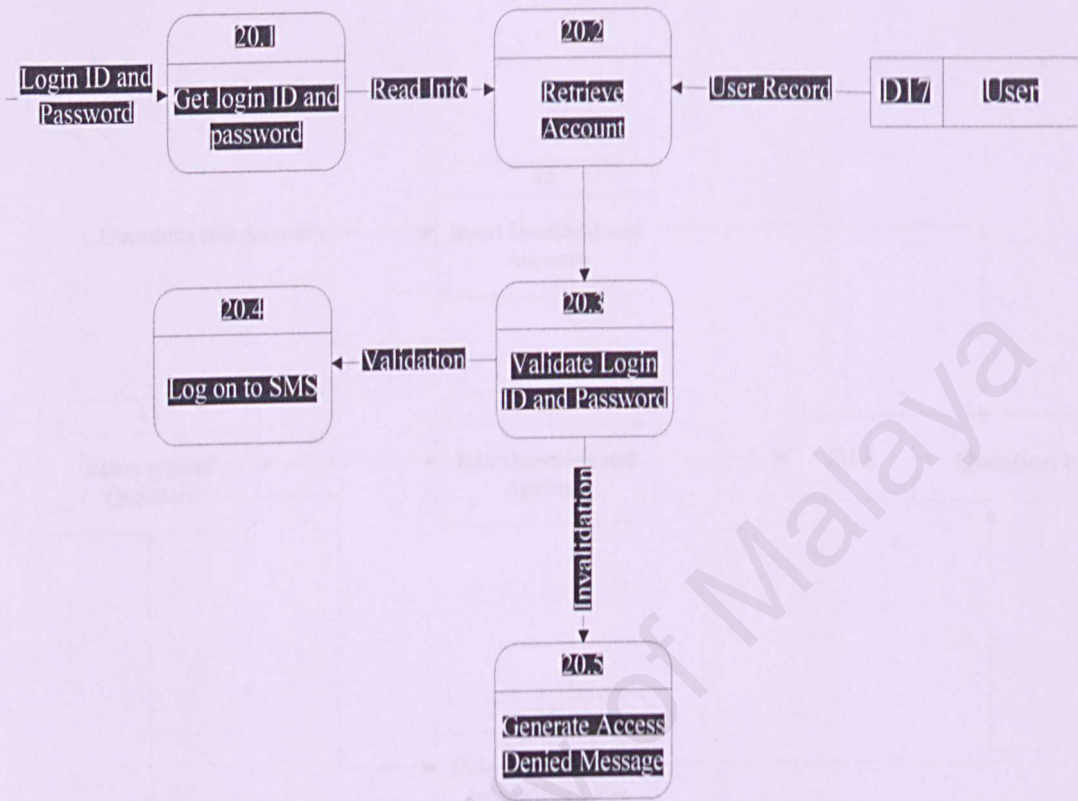 20.1
Login ID and
Password
Get login ID and
password
Read Info
20.2
Retrieve
Account
User Record
D17
User
20.4
Log on to SMS
Validation
20.3
Validate Login
ID and Password
Invalidation
20.5
Generate Access
Denied Message
of Malaya